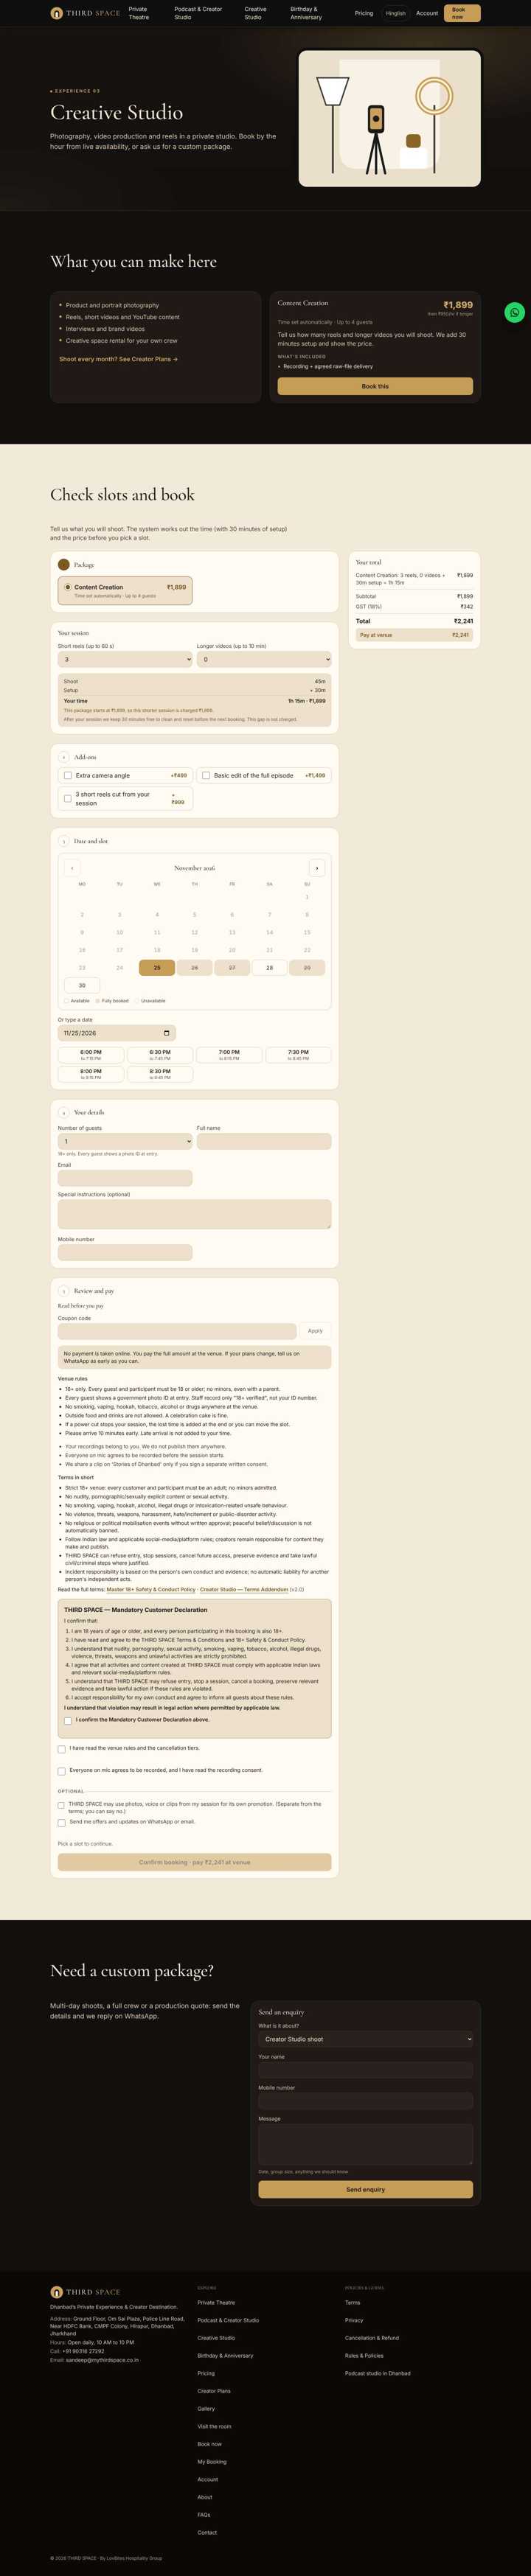 THIRD SPACE
Private Theatre
Podcast & Creator Studio
Creative Studio
Birthday & Anniversary
Pricing
Hinglish
Account
Book now
EXPERIENCE 03
Creative Studio
Photography, video production and reels in a private studio. Book by the
hour from live availability, or ask us for a custom package.
What you can make here
Product and portrait photography
Reels, short videos and YouTube content
Interviews and brand videos
Creative space rental for your own crew
Shoot every month? See Creator Plans →
Content Creation
₹1,899
Time set automatically · Up to 4 guests
Tell us how many reels and longer videos you will shoot. We add 30
minutes setup and show the price.
WHAT'S INCLUDED
Recording + agreed raw-file delivery
Book this
Check slots and book
Tell us what you will shoot. The system works out the time (with 30 minutes of setup)
and the price before you pick a slot.
Package
Content Creation ₹1,899
Time set automatically · Up to 4 guests
Your total
Content Creation: 3 reels, 0 videos +
30m setup = 1h 15m
₹1,899
Subtotal ₹1,899
GST (18%) ₹342
Total ₹2,241
Pay at venue ₹2,241
Your session
Short reels (up to 60 s)
3
Longer videos (up to 10 min)
0
Shoot 45m
Setup + 30m
Your time 1h 15m · ₹1,899
This package starts at ₹1,899, so this shorter session is charged ₹1,899.
After your session we keep 30 minutes free to clean and reset before the next booking. This gap is not charged.
2 Add-ons
Extra camera angle +₹499
Basic edit of the full episode +₹1,499
3 short reels cut from your
session
+
₹999
3 Date and slot
November 2026
MO TU WE TH FR SA SU
1
2 3 4 5 6 7 8
9 10 11 12 13 14 15
16 17 18 19 20 21 22
23 24 25 26 27 28 29
30
Available Fully booked Unavailable
Or type a date
11/25/2026
6:00 PM
to 7:15 PM
6:30 PM
to 7:45 PM
7:00 PM
to 8:15 PM
7:30 PM
to 8:45 PM
8:00 PM
to 9:15 PM
8:30 PM
to 9:45 PM
4 Your details
Number of guests
1
Full name
18+ only. Every guest shows a photo ID at entry.
Email
Special instructions (optional)
Mobile number
5 Review and pay
Read before you pay
Coupon code
Apply
No payment is taken online. You pay the full amount at the venue. If your plans change, tell us on
WhatsApp as early as you can.
Venue rules
18+ only. Every guest and participant must be 18 or older; no minors, even with a parent.
Every guest shows a government photo ID at entry. Staff record only "18+ verified", not your ID number.
No smoking, vaping, hookah, tobacco, alcohol or drugs anywhere at the venue.
Outside food and drinks are not allowed. A celebration cake is fine.
If a power cut stops your session, the lost time is added at the end or you can move the slot.
Please arrive 10 minutes early. Late arrival is not added to your time.
Your recordings belong to you. We do not publish them anywhere.
Everyone on mic agrees to be recorded before the session starts.
We share a clip on 'Stories of Dhanbad' only if you sign a separate written consent.
Terms in short
Strict 18+ venue: every customer and participant must be an adult; no minors admitted.
No nudity, pornographic/sexually explicit content or sexual activity.
No smoking, vaping, hookah, alcohol, illegal drugs or intoxication-related unsafe behaviour.
No violence, threats, weapons, harassment, hate/incitement or public-disorder activity.
No religious or political mobilisation events without written approval; peaceful belief/discussion is not
automatically banned.
Follow Indian law and applicable social-media/platform rules; creators remain responsible for content they
make and publish.
THIRD SPACE can refuse entry, stop sessions, cancel future access, preserve evidence and take lawful
civil/criminal steps where justified.
Incident responsibility is based on the person's own conduct and evidence; no automatic liability for another
person's independent acts.
Read the full terms: Master 18+ Safety & Conduct Policy · Creator Studio — Terms Addendum (v2.0)
THIRD SPACE — Mandatory Customer Declaration
I confirm that:
1. I am 18 years of age or older, and every person participating in this booking is also 18+.
2. I have read and agree to the THIRD SPACE Terms & Conditions and 18+ Safety & Conduct Policy.
3. I understand that nudity, pornography, sexual activity, smoking, vaping, tobacco, alcohol, illegal drugs,
violence, threats, weapons and unlawful activities are strictly prohibited.
4. I agree that all activities and content created at THIRD SPACE must comply with applicable Indian laws
and relevant social-media/platform rules.
5. I understand that THIRD SPACE may refuse entry, stop a session, cancel a booking, preserve relevant
evidence and take lawful action if these rules are violated.
6. I accept responsibility for my own conduct and agree to inform all guests about these rules.
I understand that violation may result in legal action where permitted by applicable law.
I confirm the Mandatory Customer Declaration above.
I have read the venue rules and the cancellation tiers.
Everyone on mic agrees to be recorded, and I have read the recording consent.
OPTIONAL
THIRD SPACE may use photos, voice or clips from my session for its own promotion. (Separate from the
terms, you can say no.)
Send me offers and updates on WhatsApp or email.
Pick a slot to continue.
Confirm booking · pay ₹2,241 at venue
Need a custom package?
Multi-day shoots, a full crew or a production quote: send the
details and we reply on WhatsApp.
Send an enquiry
What is it about?
Creator Studio shoot
Your name
Mobile number
Message
Date, group size, anything we should know
Send enquiry
THIRD SPACE
Dhanbad's Private Experience & Creator Destination.
Address: Ground Floor, Om Sai Plaza, Police Line Road,
Near HDFC Bank, CMPF Colony, Hirapur, Dhanbad,
Jharkhand
Hours: Open daily, 10 AM to 10 PM
Call: +91 90318 27292
Email: sandeep@mythirdspace.co.in
EXPLORE
Private Theatre
Podcast & Creator Studio
Creative Studio
Birthday & Anniversary
Pricing
Creator Plans
Gallery
Visit the room
Book now
My Booking
Account
About
FAQs
Contact
POLICIES & TERMS
Terms
Privacy
Cancellation & Refund
Rules & Policies
Podcast studio in Dhanbad